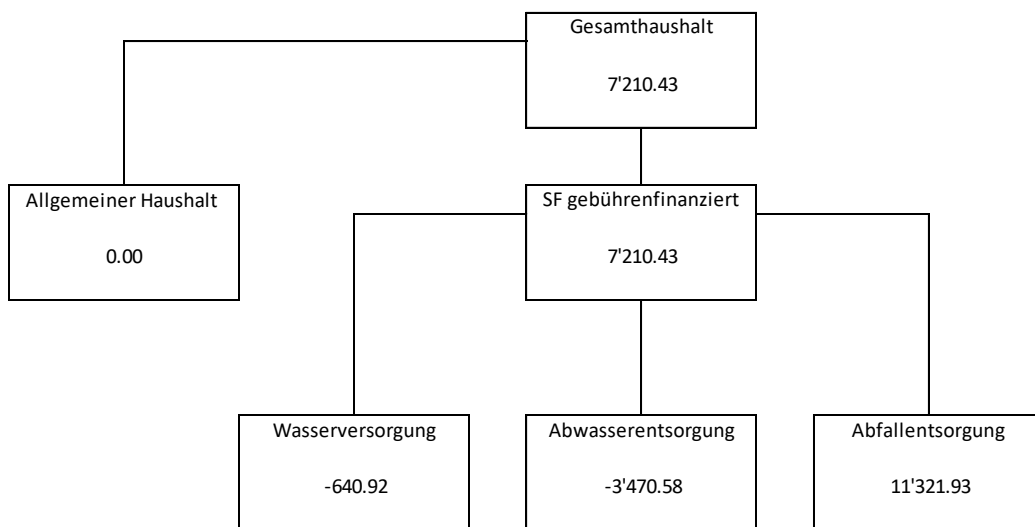 Gesamthaushalt
7'210.43
Allgemeiner Haushalt
0.00
SF gebührenfinanziert
7'210.43
Wasserversorgung
-640.92
Abwasserentsorgung
-3'470.58
Abfallentsorgung
11'321.93